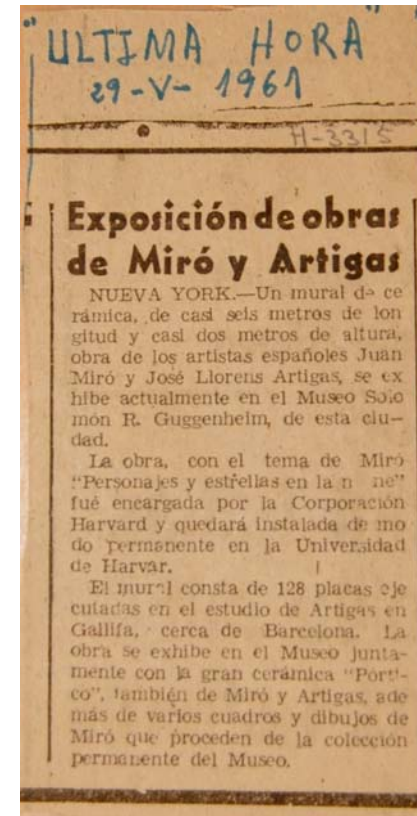 "ULTIMA HORA"
29-V-1961
H-3315
Exposición de obras
de Miró y Artigas
NUEVA YORK.—Un mural de ce
rámica, de casi seis metros de lon
gitud y casi dos metros de altura,
obra de los artistas españoles Juan
Miró y José Llorens Artigas, se ex
hibe actualmente en el Museo Solo
món R. Guggenheim, de esta ciu-
dad.
La obra, con el tema de Miró
"Personajes y estrellas en la
fué encargada por la Corporación
Harvard y quedará instalada de mo
do permanente en la Universidad
de Harvar.
El mural consta de 128 placas eje
cutadas en el estudio de Artigas en
Gallifa, cerca de Barcelona. La
obra se exhibe en el Museo junta-
mente con la gran cerámica "Porti-
co", también de Miró y Artigas, ade
más de varios cuadros y dibujos de
Miró que proceden de la colección
permanente del Museo.